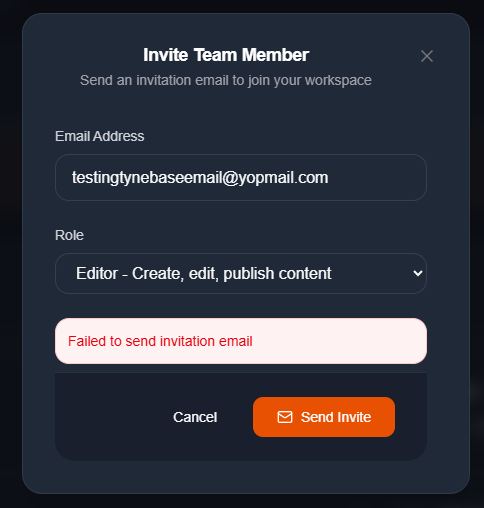 Invite Team Member
Send an invitation email to join your workspace
Email Address
testingtynebaseemail@yopmail.com
Role
Editor - Create, edit, publish content
Failed to send invitation email
Cancel
Send Invite